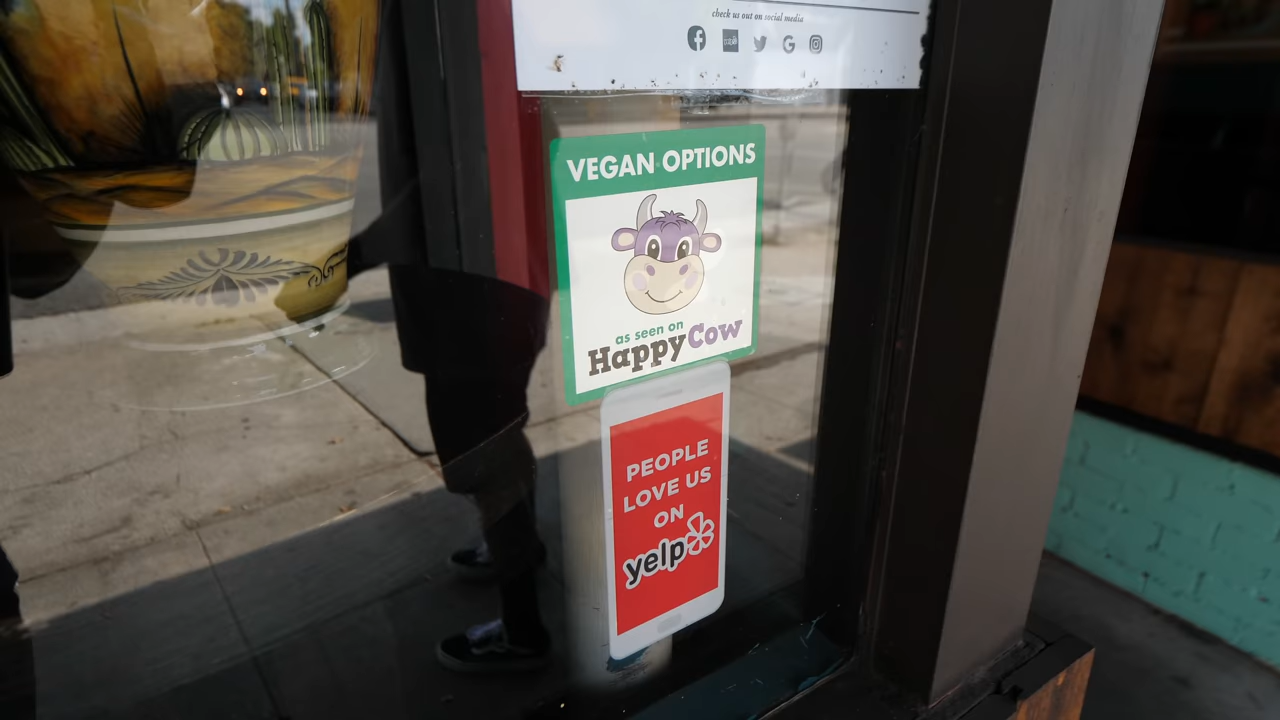 check us out on social media
VEGAN OPTIONS
as seen on
HappyCow
PEOPLE
LOVE US
ON
yelp